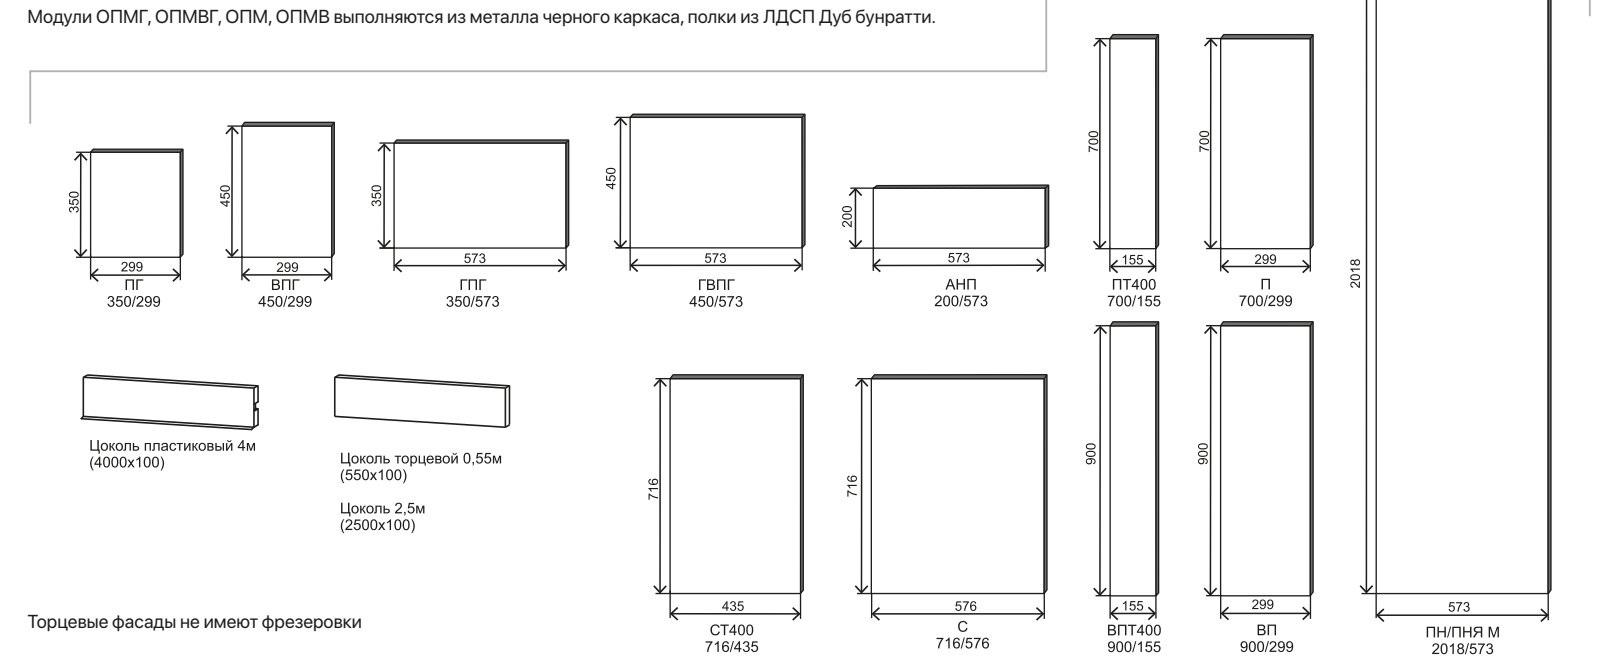 Модули ОПМГ, ОПМВГ, ОПМ, ОПМВ выполняются из металла черного каркаса, полки из ЛДСП Дуб бунратти.
350
299
ПГ
350/299
450
299
ВПГ
450/299
350
573
ГПГ
350/573
450
573
ГВПГ
450/573
200
573
АНП
200/573
700
155
ПТ400
700/155
700
299
П
700/299
2018
573
ПН/ПНЯ М
2018/573
Цоколь пластиковый 4м
(4000х100)
Цоколь торцевой 0,55м
(550х100)
Цоколь 2,5м
(2500х100)
716
435
СТ400
716/435
716
576
С
716/576
900
155
ВПТ400
900/155
900
299
ВП
900/299
Торцевые фасады не имеют фрезеровки